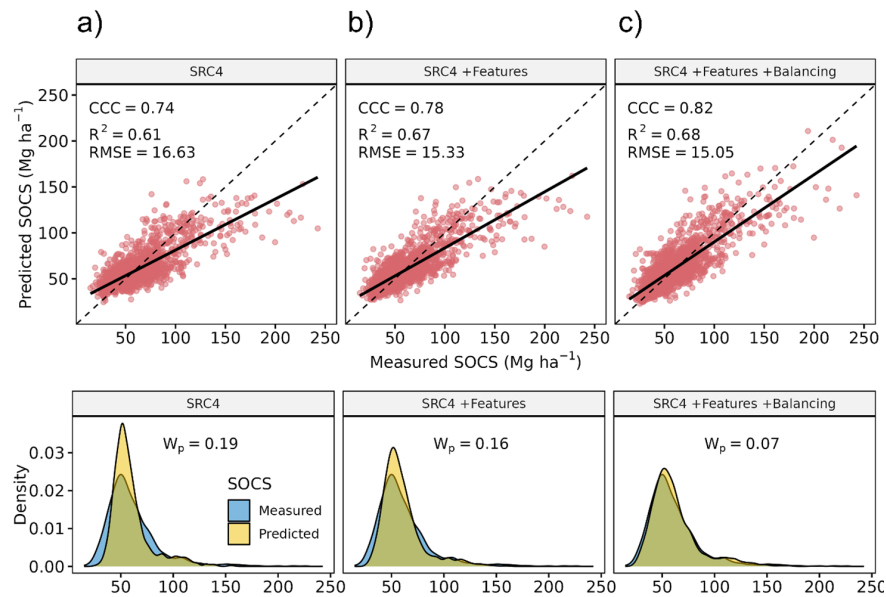 a) b) c)
SRC4 SRC4 +Features SRC4 +Features +Balancing
CCC = 0.74 CCC = 0.78 CCC = 0.82
R² = 0.61 R² = 0.67 R² = 0.68
RMSE = 16.63 RMSE = 15.33 RMSE = 15.05
Predicted SOCS (Mg ha⁻¹)
250
200
150
100
50
50 100 150 200 250 50 100 150 200 250 50 100 150 200 250
Measured SOCS (Mg ha⁻¹)
SRC4 SRC4 +Features SRC4 +Features +Balancing
Wp = 0.19 Wp = 0.16 Wp = 0.07
Density
0.03
0.02
0.01
0.00
SOCS
Measured
Predicted
50 100 150 200 250 50 100 150 200 250 50 100 150 200 250